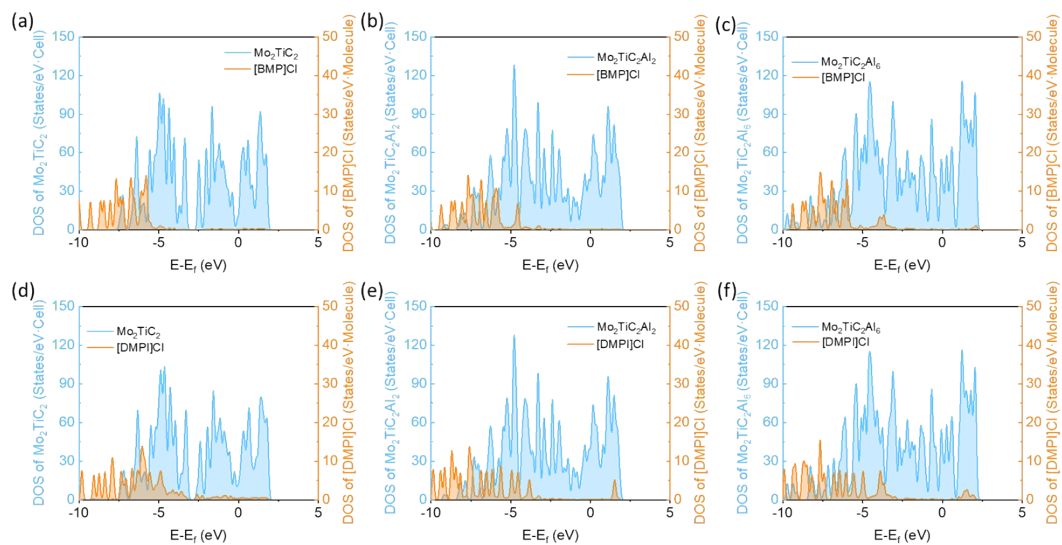 (a)
150
120
90
60
30
0
DOS of Mo₂TiC₂ (States/eV·Cell)
Mo₂TiC₂
[BMP]Cl
50
40
30
20
10
0
DOS of [BMP]Cl (States/eV·Molecule)
-10 -5 0 5
E-E_f (eV)
(b)
150
120
90
60
30
0
DOS of Mo₂TiC₂Al₂ (States/eV·Cell)
Mo₂TiC₂Al₂
[BMP]Cl
50
40
30
20
10
0
DOS of [BMP]Cl (States/eV·Molecule)
-10 -5 0 5
E-E_f (eV)
(c)
150
120
90
60
30
0
DOS of Mo₂TiC₂Al₆ (States/eV·Cell)
Mo₂TiC₂Al₆
[BMP]Cl
50
40
30
20
10
0
DOS of [BMP]Cl (States/eV·Molecule)
-10 -5 0 5
E-E_f (eV)
(d)
150
120
90
60
30
0
DOS of Mo₂TiC₂ (States/eV·Cell)
Mo₂TiC₂
[DMPI]Cl
50
40
30
20
10
0
DOS of [DMPI]Cl (States/eV·Molecule)
-10 -5 0 5
E-E_f (eV)
(e)
150
120
90
60
30
0
DOS of Mo₂TiC₂Al₂ (States/eV·Cell)
Mo₂TiC₂Al₂
[DMPI]Cl
50
40
30
20
10
0
DOS of [DMPI]Cl (States/eV·Molecule)
-10 -5 0 5
E-E_f (eV)
(f)
150
120
90
60
30
0
DOS of Mo₂TiC₂Al₆ (States/eV·Cell)
Mo₂TiC₂Al₆
[DMPI]Cl
50
40
30
20
10
0
DOS of [DMPI]Cl (States/eV·Molecule)
-10 -5 0 5
E-E_f (eV)